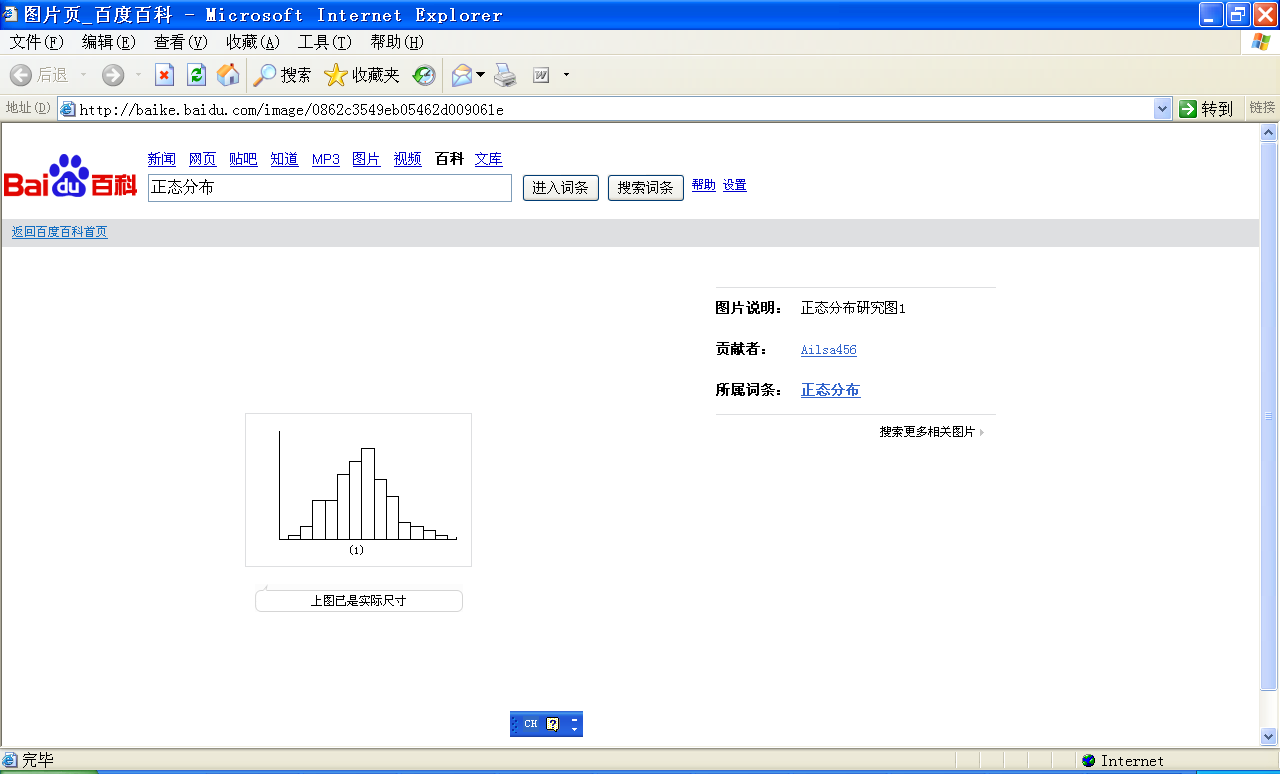 图片页_百度百科 - Microsoft Internet Explorer
文件(F) 编辑(E) 查看(V) 收藏(A) 工具(T) 帮助(H)
后退 搜索 收藏夹 W
地址(D) http://baike.baidu.com/image/0862c3549eb05462d009061e 转到 链接
新闻 网页 贴吧 知道 MP3 图片 视频 百科 文库
Bai du 百科 正态分布 进入词条 搜索词条 帮助 设置
返回百度百科首页
图片说明： 正态分布研究图1
贡献者： Ailsa456
所属词条： 正态分布
搜索更多相关图片
(1)
上图已是实际尺寸
CH ?
完毕 Internet